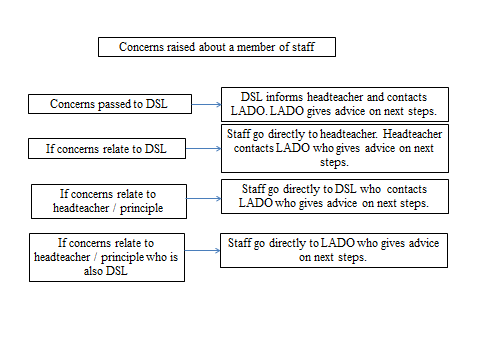 Concerns raised about a member of staff
Concerns passed to DSL
DSL informs headteacher and contacts
LADO. LADO gives advice on next steps.
If concerns relate to DSL
Staff go directly to headteacher. Headteacher
contacts LADO who gives advice on next
steps.
If concerns relate to
headteacher / principle
Staff go directly to DSL who contacts
LADO who gives advice on next steps.
If concerns relate to
headteacher / principle who is
also DSL
Staff go directly to LADO who gives advice
on next steps.